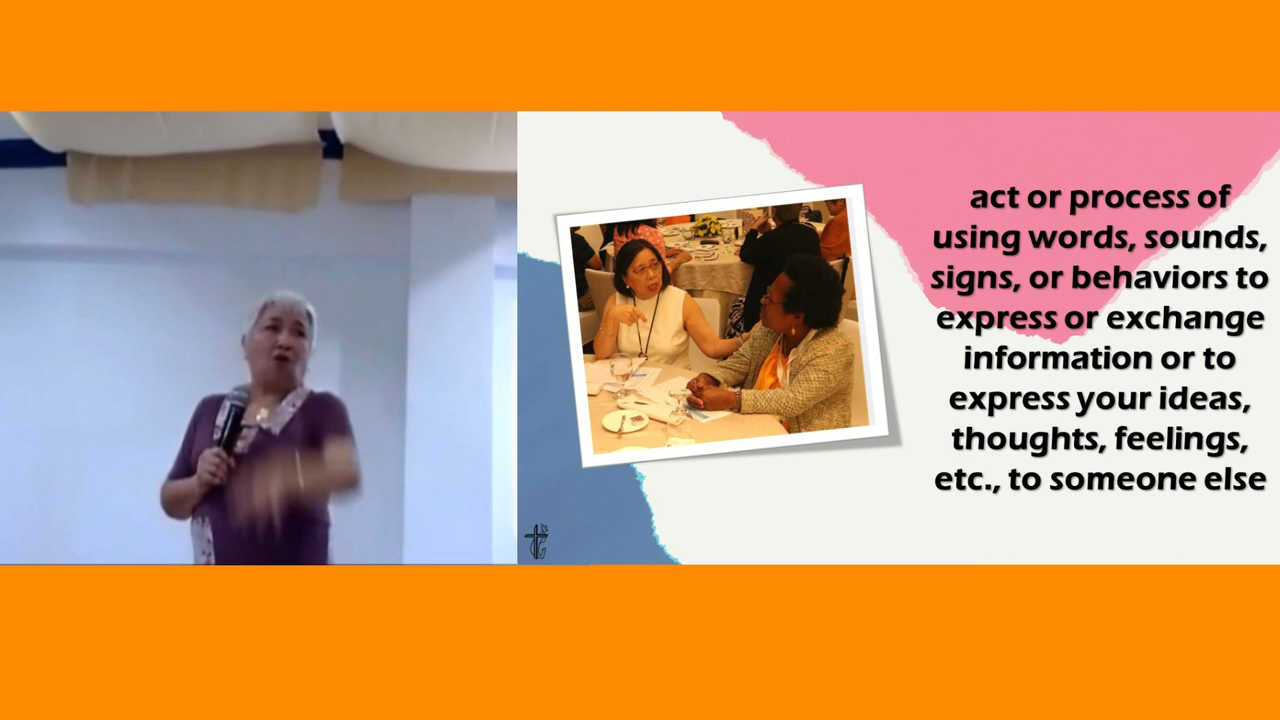 act or process of
using words, sounds,
signs, or behaviors to
express or exchange
information or to
express your ideas,
thoughts, feelings,
etc., to someone else